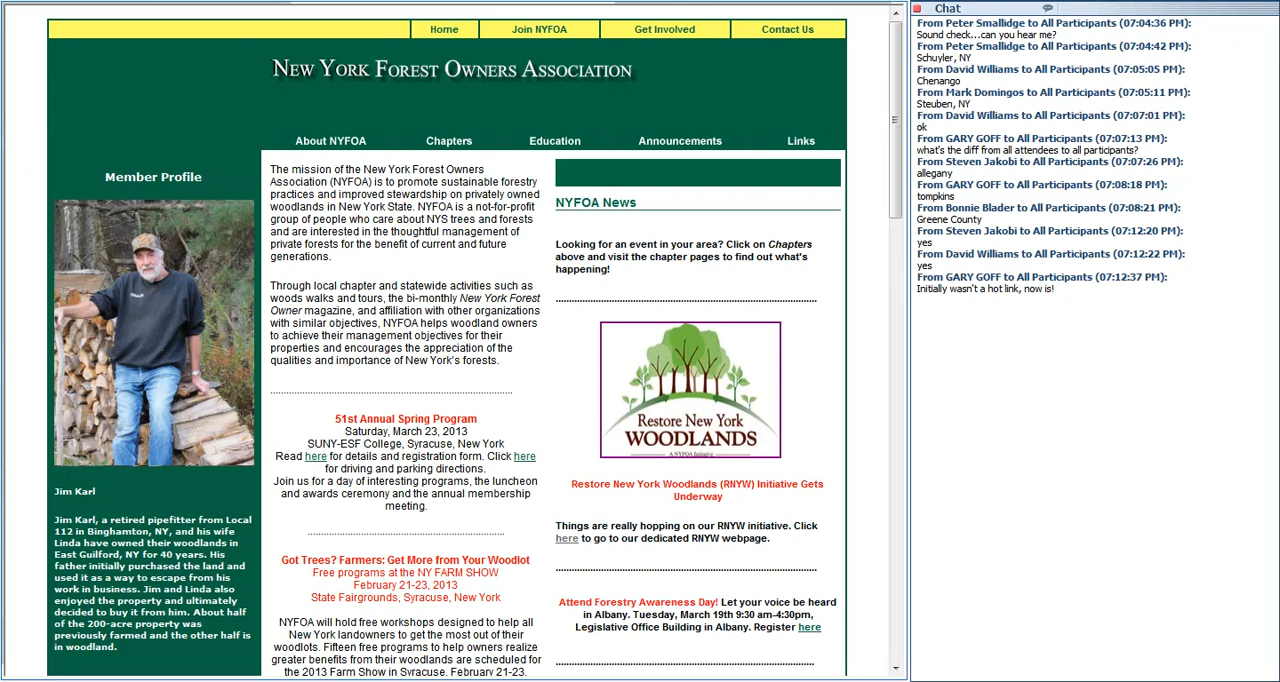 Home
Join NYFOA
Get Involved
Contact Us
NEW YORK FOREST OWNERS ASSOCIATION
About NYFOA
Chapters
Education
Announcements
Links
Member Profile
Jim Karl
Jim Karl, a retired pipefitter from Local
112 in Binghamton, NY, and his wife
Linda have owned their woodlands in
East Guilford, NY for 40 years. His
father initially purchased the land and
used it as a way to escape from his
work in business. Jim and Linda also
enjoyed the property and ultimately
decided to buy it from him. About half
of the 200-acre property was
previously farmed and the other half is
in woodland.
The mission of the New York Forest Owners
Association (NYFOA) is to promote sustainable forestry
practices and improved stewardship on privately owned
woodlands in New York State. NYFOA is a not-for-profit
group of people who care about NYS trees and forests
and are interested in the thoughtful management of
private forests for the benefit of current and future
generations.
Through local chapter and statewide activities such as
woods walks and tours, the bi-monthly New York Forest
Owner magazine, and affiliation with other organizations
with similar objectives, NYFOA helps woodland owners
to achieve their management objectives for their
properties and encourages the appreciation of the
qualities and importance of New York's forests.
51st Annual Spring Program
Saturday, March 23, 2013
SUNY-ESF College, Syracuse, New York
Read here for details and registration form. Click here
for driving and parking directions.
Join us for a day of interesting programs, the luncheon
and awards ceremony and the annual membership
meeting.
Got Trees? Farmers: Get More from Your Woodlot
Free programs at the NY FARM SHOW
February 21-23, 2013
State Fairgrounds, Syracuse, New York
NYFOA will hold free workshops designed to help all
New York landowners to get the most out of their
woodlots. Fifteen free programs to help owners realize
greater benefits from their woodlands are scheduled for
the 2013 Farm Show in Syracuse, February 21-23.
NYFOA News
Looking for an event in your area? Click on Chapters
above and visit the chapter pages to find out what's
happening!
Restore New York
WOODLANDS
A NYFOA Initiative
Restore New York Woodlands (RNYW) Initiative Gets
Underway
Things are really hopping on our RNYW initiative. Click
here to go to our dedicated RNYW webpage.
Attend Forestry Awareness Day! Let your voice be heard
in Albany. Tuesday, March 19th 9:30 am-4:30pm,
Legislative Office Building in Albany. Register here
Chat
From Peter Smallidge to All Participants (07:04:36 PM):
Sound check...can you hear me?
From Peter Smallidge to All Participants (07:04:42 PM):
Schuyler, NY
From David Williams to All Participants (07:05:05 PM):
Chenango
From Mark Domingos to All Participants (07:05:11 PM):
Steuben, NY
From David Williams to All Participants (07:07:01 PM):
ok
From GARY GOFF to All Participants (07:07:13 PM):
what's the diff from all attendees to all participants?
From Steven Jakobi to All Participants (07:07:26 PM):
allegany
From GARY GOFF to All Participants (07:08:18 PM):
tompkins
From Bonnie Blader to All Participants (07:08:21 PM):
Greene County
From Steven Jakobi to All Participants (07:12:20 PM):
yes
From David Williams to All Participants (07:12:22 PM):
yes
From GARY GOFF to All Participants (07:12:37 PM):
Initially wasn't a hot link, now is!